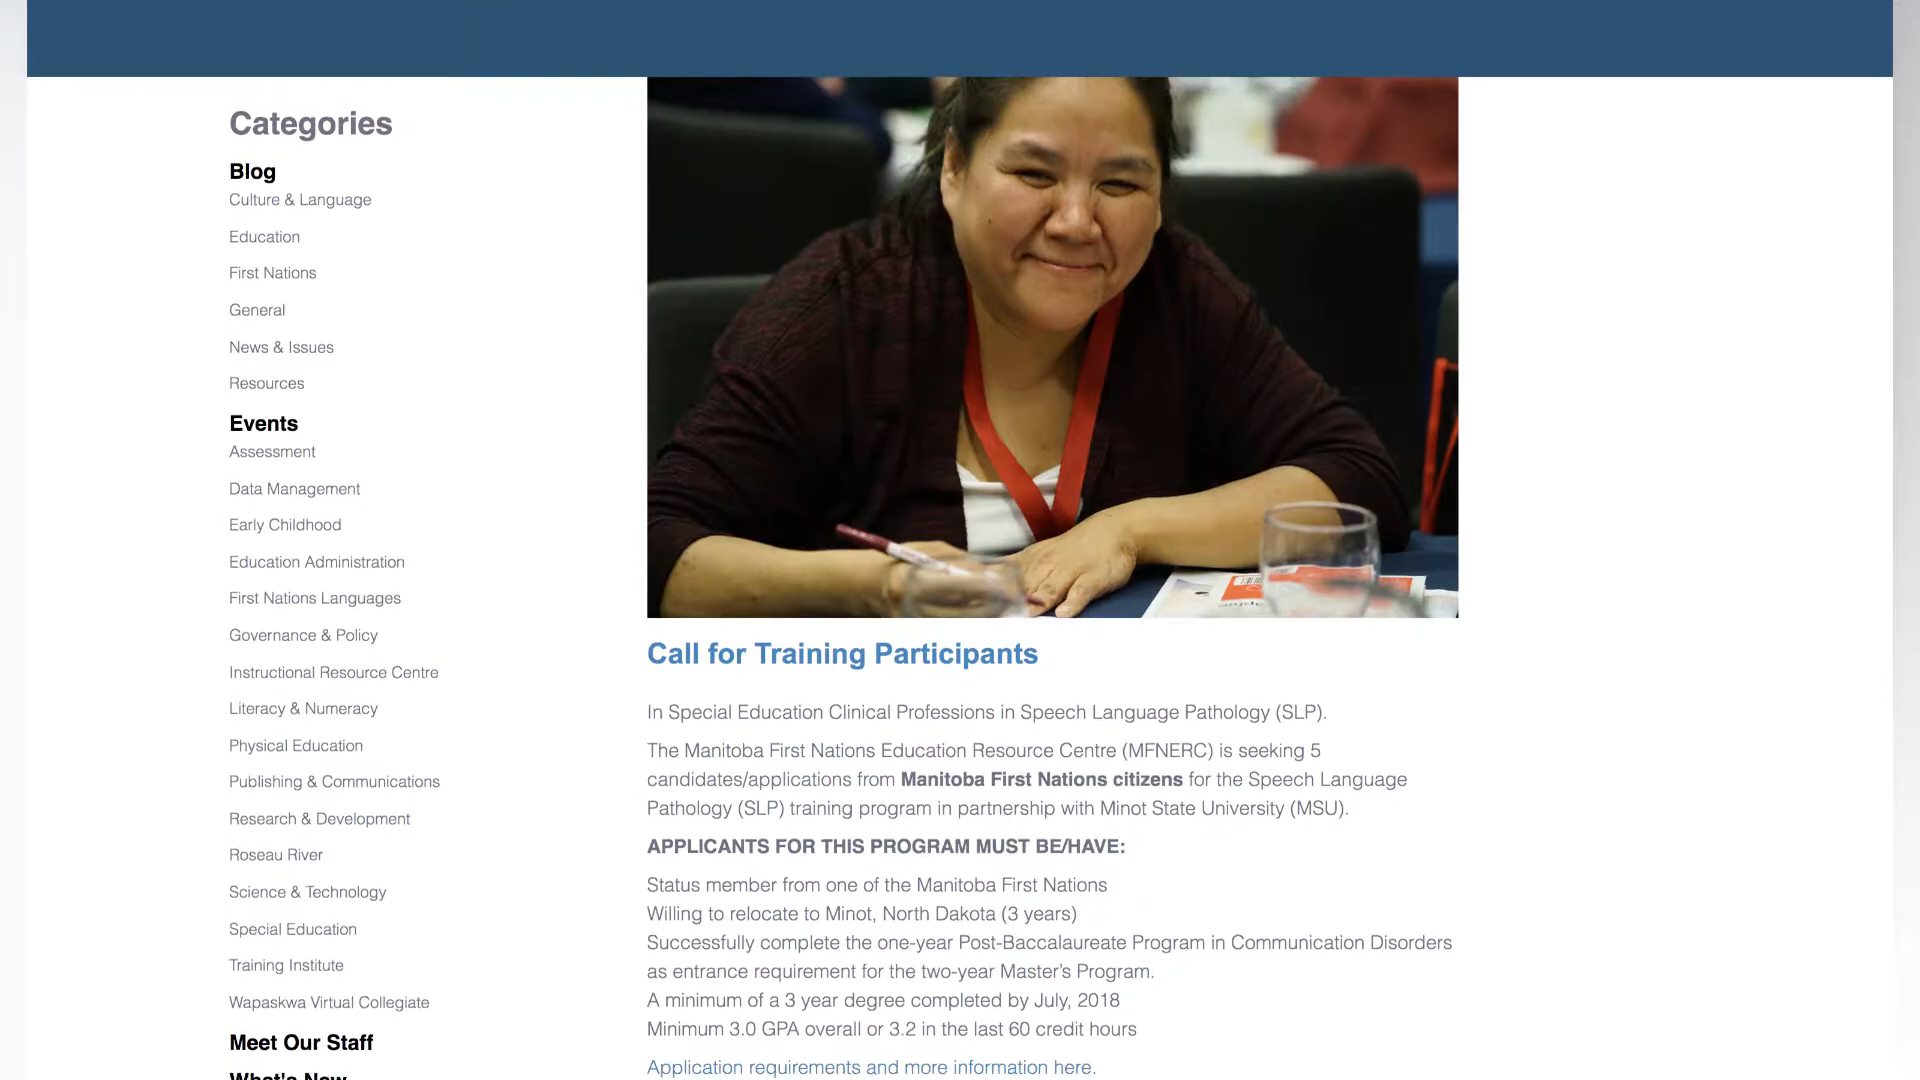 Categories
Blog
Culture & Language
Education
First Nations
General
News & Issues
Resources
Events
Assessment
Data Management
Early Childhood
Education Administration
First Nations Languages
Governance & Policy
Instructional Resource Centre
Literacy & Numeracy
Physical Education
Publishing & Communications
Research & Development
Roseau River
Science & Technology
Special Education
Training Institute
Wapaskwa Virtual Collegiate
Meet Our Staff
What's New
Call for Training Participants
In Special Education Clinical Professions in Speech Language Pathology (SLP).
The Manitoba First Nations Education Resource Centre (MFNERC) is seeking 5
candidates/applications from Manitoba First Nations citizens for the Speech Language
Pathology (SLP) training program in partnership with Minot State University (MSU).
APPLICANTS FOR THIS PROGRAM MUST BE/HAVE:
Status member from one of the Manitoba First Nations
Willing to relocate to Minot, North Dakota (3 years)
Successfully complete the one-year Post-Baccalaureate Program in Communication Disorders
as entrance requirement for the two-year Master’s Program.
A minimum of a 3 year degree completed by July, 2018
Minimum 3.0 GPA overall or 3.2 in the last 60 credit hours
Application requirements and more information here.